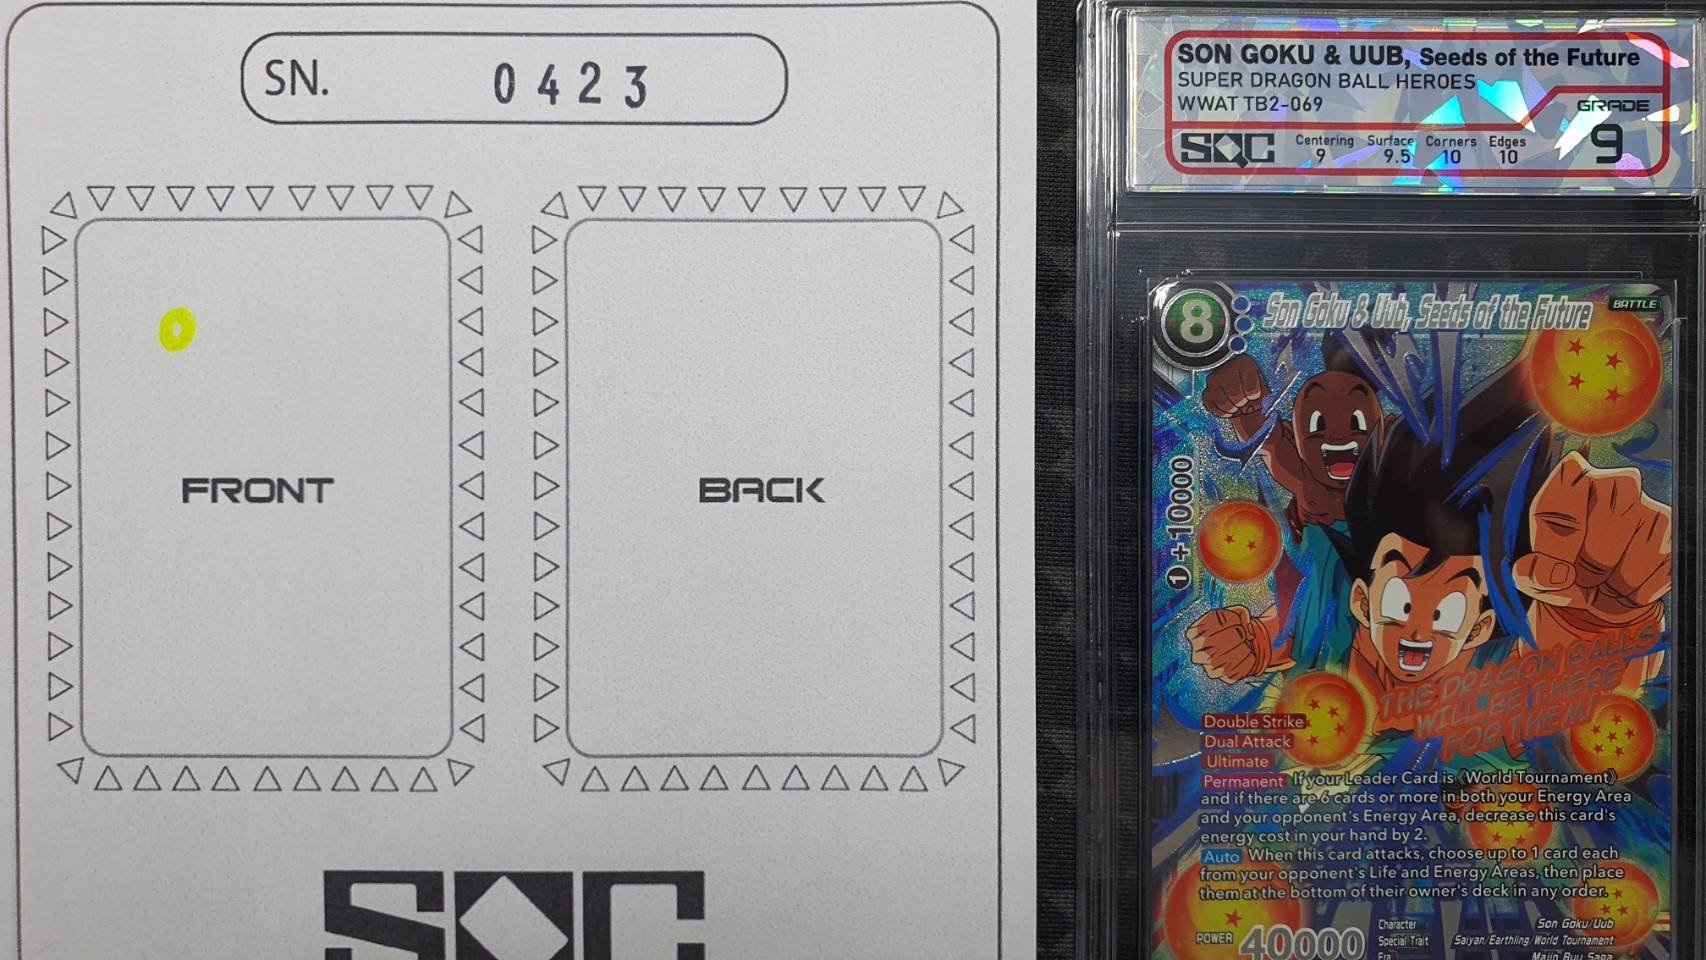 SN. 0423
FRONT
BACK
SQC
SON GOKU & UUB, Seeds of the Future
SUPER DRAGON BALL HEROES
WWAT TB2-069
GRADE
9
SQC
Centering Surface Corners Edges
9 9.5 10 10
8
Son Goku & Uub, Seeds of the Future
BATTLE
1 +10000
THE DRAGON BALLS
WILL BE THERE
FOR THEM!
Double Strike
Dual Attack
Ultimate
Permanent If your Leader Card is 《World Tournament》
and if there are 6 cards or more in both your Energy Area
and your opponent's Energy Area, decrease this card's
energy cost in your hand by 2.
Auto When this card attacks, choose up to 1 card each
from your opponent's Life and Energy Areas, then place
them at the bottom of their owner's deck in any order.
POWER 40000
Character Son Goku/Uub
Special Trait Saiyan/Earthling/World Tournament
Era Majin Buu Saga